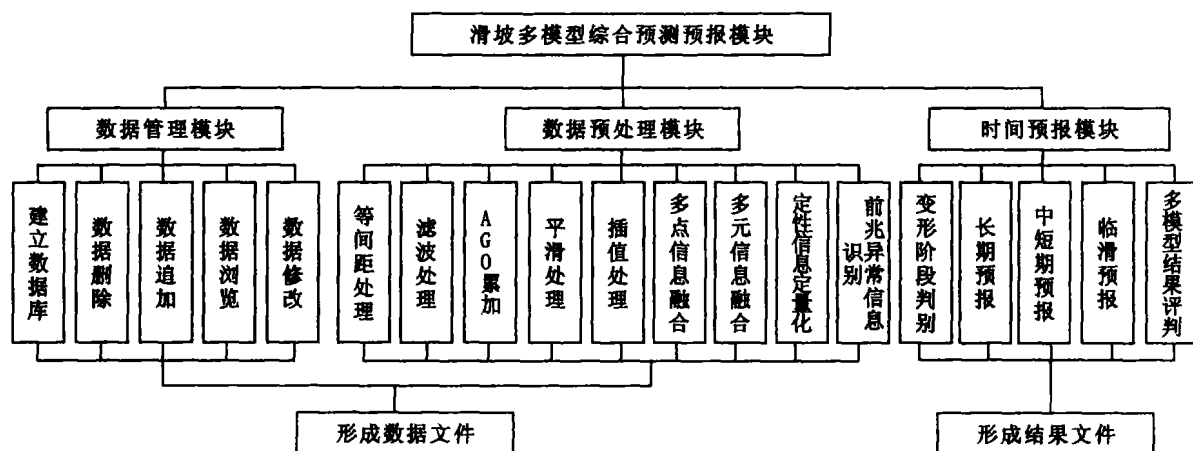 滑坡多模型综合预测预报模块
数据管理模块
数据预处理模块
时间预报模块
建立数据库
数据删除
数据追加
数据浏览
数据修改
等间距处理
滤波处理
AGO累加
平滑处理
插值处理
多点信息融合
多元信息融合
定性信息定量化
前兆异常信息
识别
变形阶段判别
长期预报
中短期预报
临滑预报
多模型结果评判
形成数据文件
形成结果文件